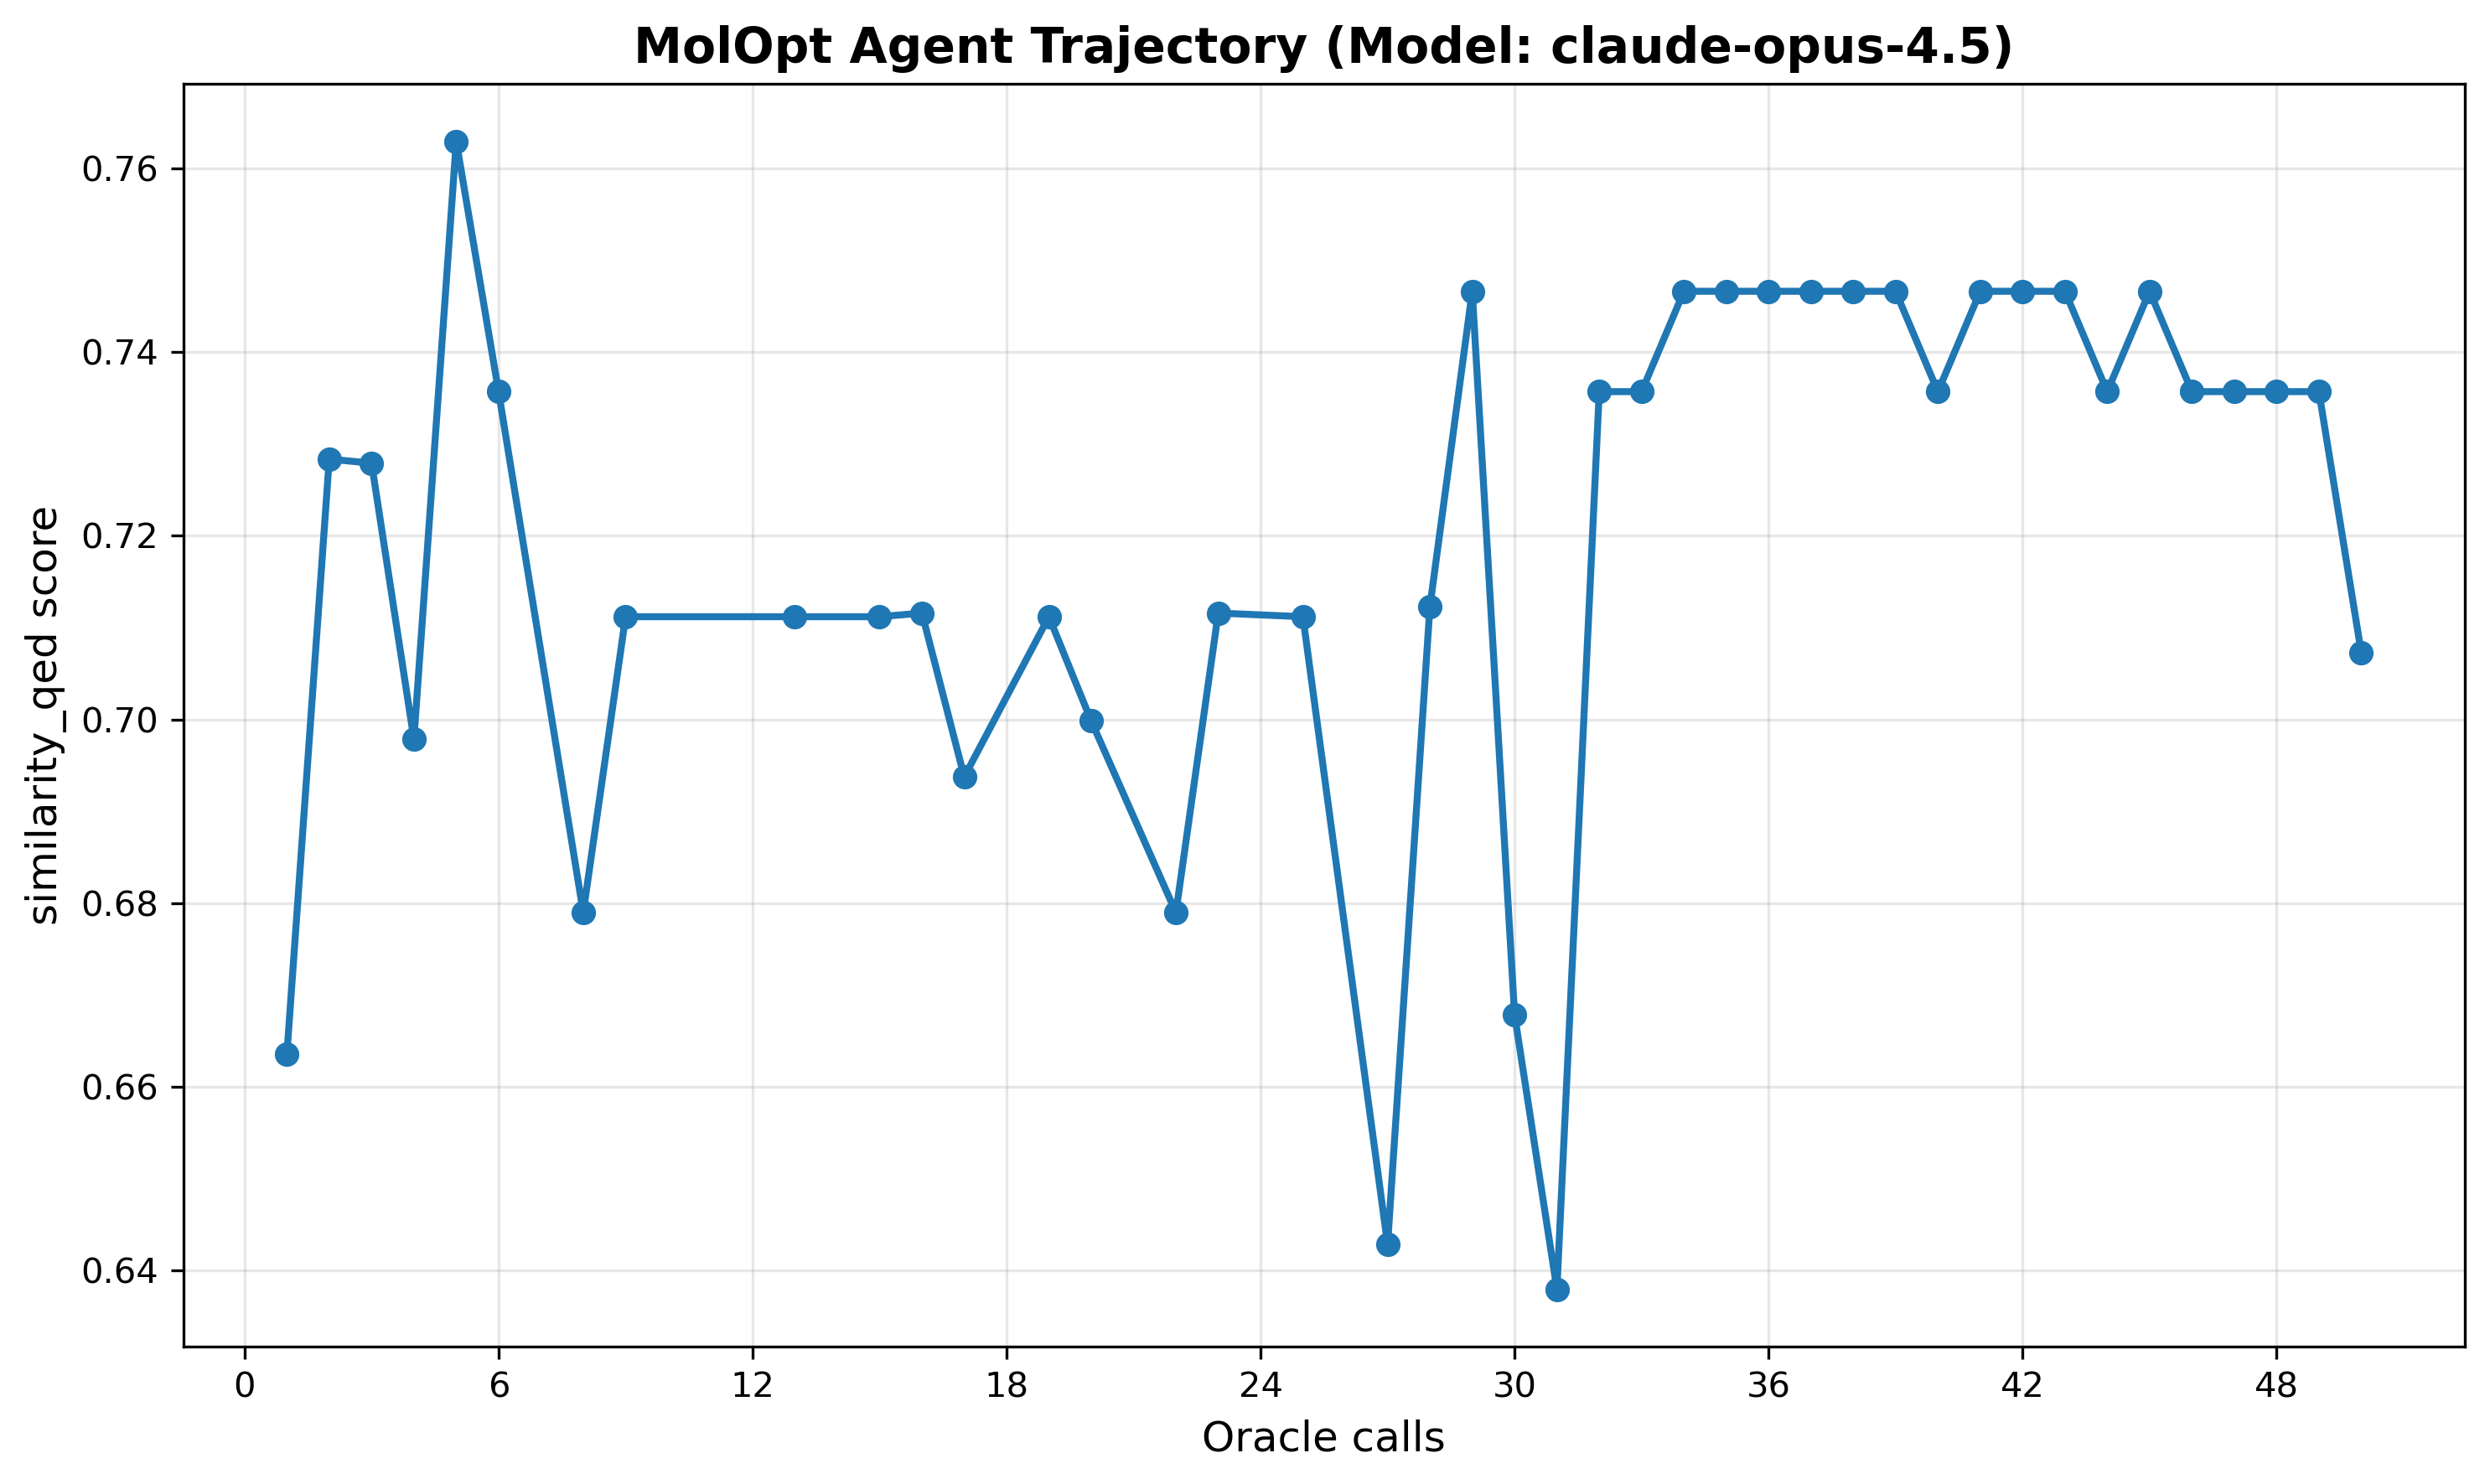 MolOpt Agent Trajectory (Model: claude-opus-4.5)
similarity_qed score
0.76
0.74
0.72
0.70
0.68
0.66
0.64
0 6 12 18 24 30 36 42 48
Oracle calls